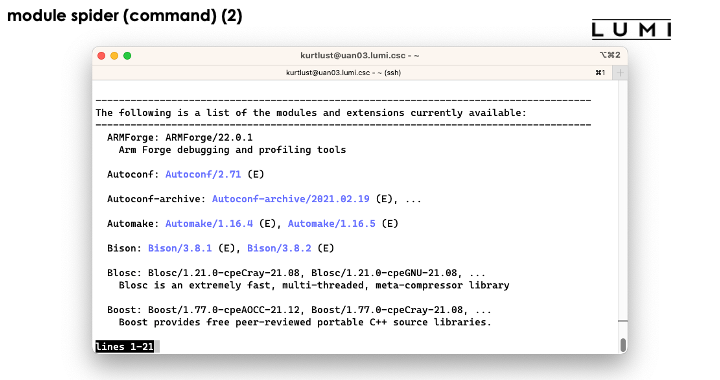 module spider (command) (2)
LUMI
kurtlust@uan03.lumi.csc - ~
⌥⌘2
kurtlust@uan03.lumi.csc - ~ (ssh)
⌘1
+
--------------------------------------------------------------------------------------
The following is a list of the modules and extensions currently available:
--------------------------------------------------------------------------------------
ARMForge: ARMForge/22.0.1
Arm Forge debugging and profiling tools
Autoconf: Autoconf/2.71 (E)
Autoconf-archive: Autoconf-archive/2021.02.19 (E), ...
Automake: Automake/1.16.4 (E), Automake/1.16.5 (E)
Bison: Bison/3.8.1 (E), Bison/3.8.2 (E)
Blosc: Blosc/1.21.0-cpeCray-21.08, Blosc/1.21.0-cpeGNU-21.08, ...
Blosc is an extremely fast, multi-threaded, meta-compressor library
Boost: Boost/1.77.0-cpeAOCC-21.12, Boost/1.77.0-cpeCray-21.08, ...
Boost provides free peer-reviewed portable C++ source libraries.
lines 1-21